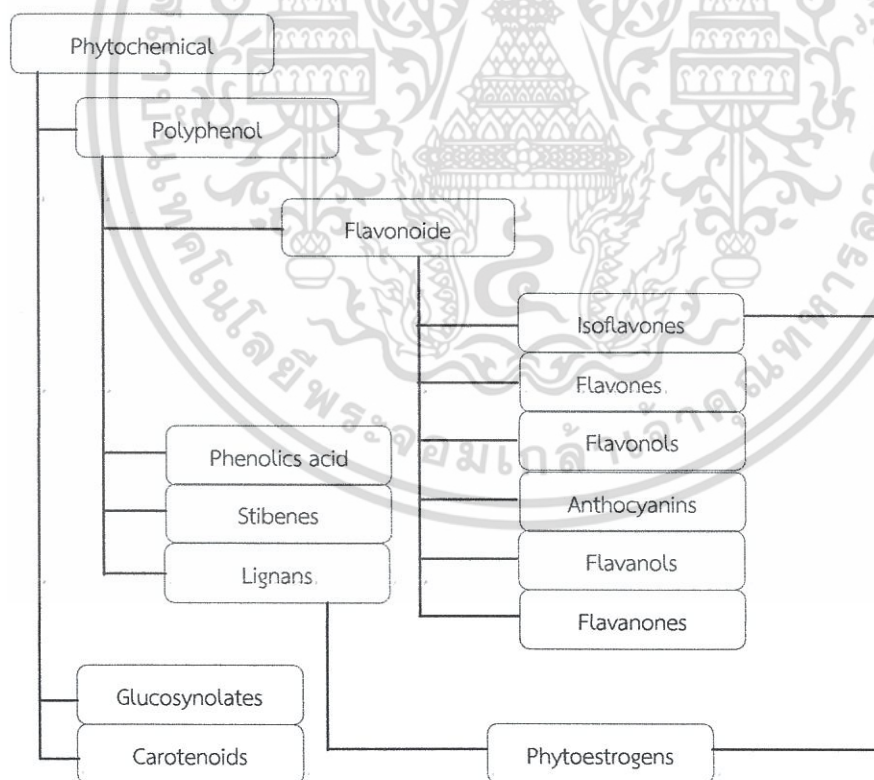 Phytochemical
Polyphenol
Flavonoide
Isoflavones
Flavones
Flavonols
Phenolics acid
Anthocyanins
Stibenes
Flavanols
Lignans
Flavanones
Glucosynolates
Carotenoids
Phytoestrogens